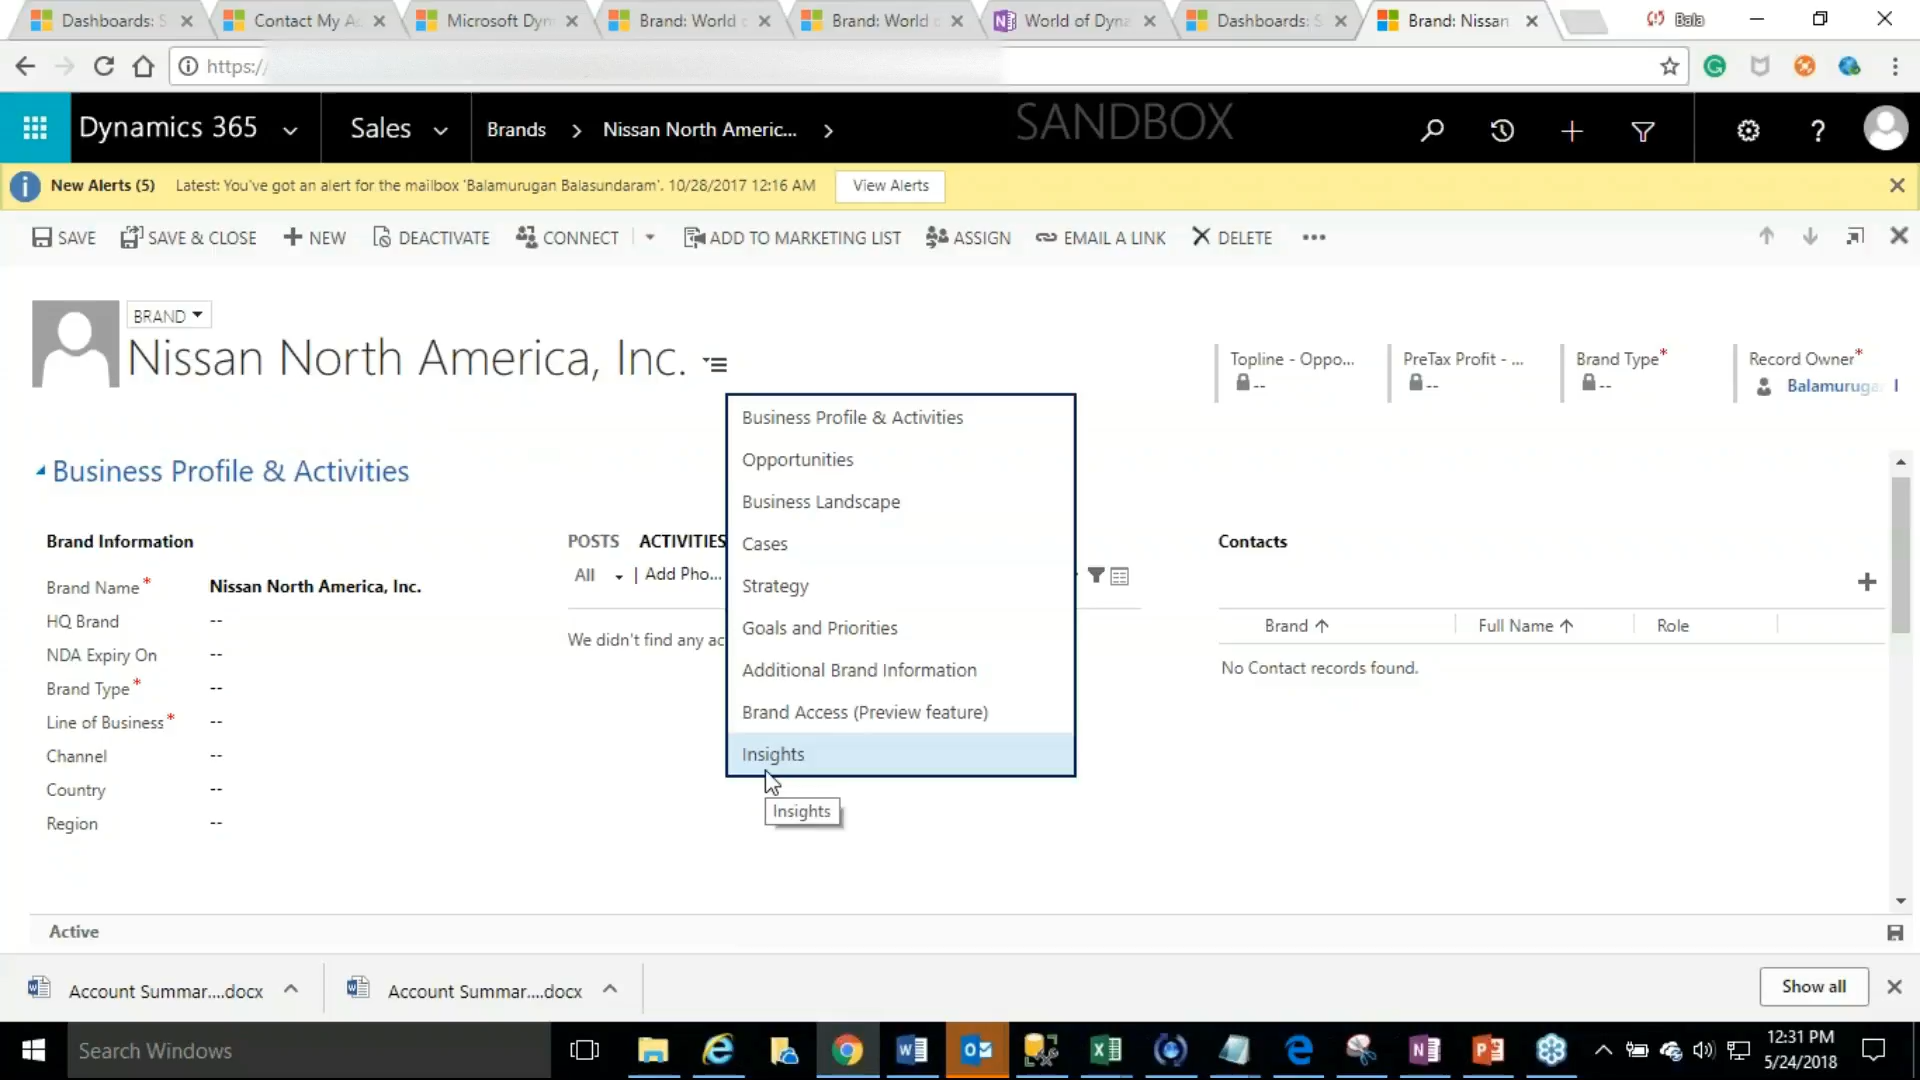 Dashboards: S
Contact My A
Microsoft Dyn
Brand: World
Brand: World
World of Dyna
Dashboards: S
Brand: Nissan
Bala
https://
Dynamics 365
Sales
Brands > Nissan North Americ... >
SANDBOX
New Alerts (5) Latest: You've got an alert for the mailbox 'Balamurugan Balasundaram'. 10/28/2017 12:16 AM
View Alerts
SAVE
SAVE & CLOSE
NEW
DEACTIVATE
CONNECT
ADD TO MARKETING LIST
ASSIGN
EMAIL A LINK
DELETE
BRAND
Nissan North America, Inc.
Topline - Oppo...
--
PreTax Profit - ...
--
Brand Type*
--
Record Owner*
Balamurugan
Business Profile & Activities
Opportunities
Business Landscape
Cases
Strategy
Goals and Priorities
Additional Brand Information
Brand Access (Preview feature)
Insights
Insights
Business Profile & Activities
Brand Information
Brand Name* Nissan North America, Inc.
HQ Brand --
NDA Expiry On --
Brand Type* --
Line of Business* --
Channel --
Country --
Region --
POSTS ACTIVITIES
All | Add Pho...
We didn't find any ac
Contacts
Brand Full Name Role
No Contact records found.
Active
Account Summar....docx
Account Summar....docx
Show all
Search Windows
12:31 PM
5/24/2018